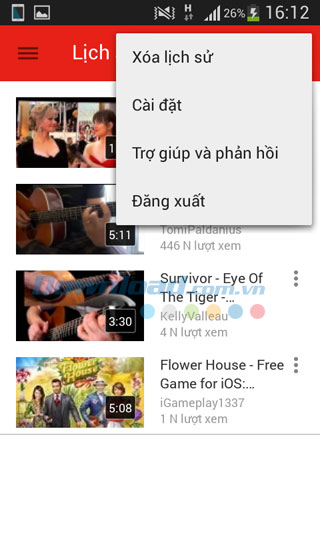 H
26%
16:12
Lịch
Xóa lịch sử
Cài đặt
Trợ giúp và phản hồi
Đăng xuất
5:11
TomiPaldanius
446 N lượt xem
Survivor - Eye Of
The Tiger -...
KellyValleau
4 N lượt xem
3:30
Flower House - Free
Game for iOS:...
iGameplay1337
1 N lượt xem
5:08
Download.com.vn